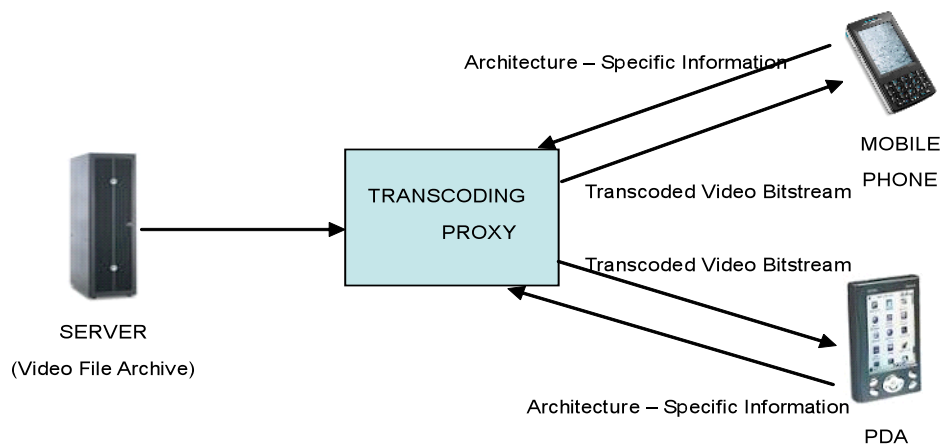 Architecture – Specific Information
MOBILE
PHONE
TRANSCODING
PROXY
Transcoded Video Bitstream
Transcoded Video Bitstream
SERVER
(Video File Archive)
Architecture – Specific Information
PDA